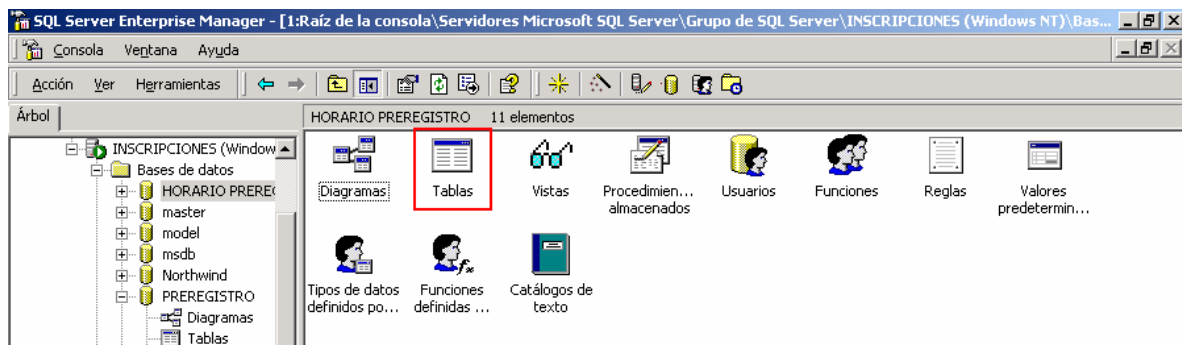 SQL Server Enterprise Manager - [1:Raíz de la consola\Servidores Microsoft SQL Server\Grupo de SQL Server\INSCRIPCIONES (Windows NT)\Bas...
Consola Ventana Ayuda
Acción Ver Herramientas
Árbol
HORARIO PREREGISTRO 11 elementos
INSCRIPCIONES (Window
Bases de datos
HORARIO PRERE
master
model
msdb
Northwind
PREREGISTRO
Diagramas
Tablas
Diagramas Tablas Vistas Procedimien... Usuarios Funciones Reglas Valores
almacenados predetermin...
Tipos de datos Funciones Catálogos de
definidos po... definidas ... texto